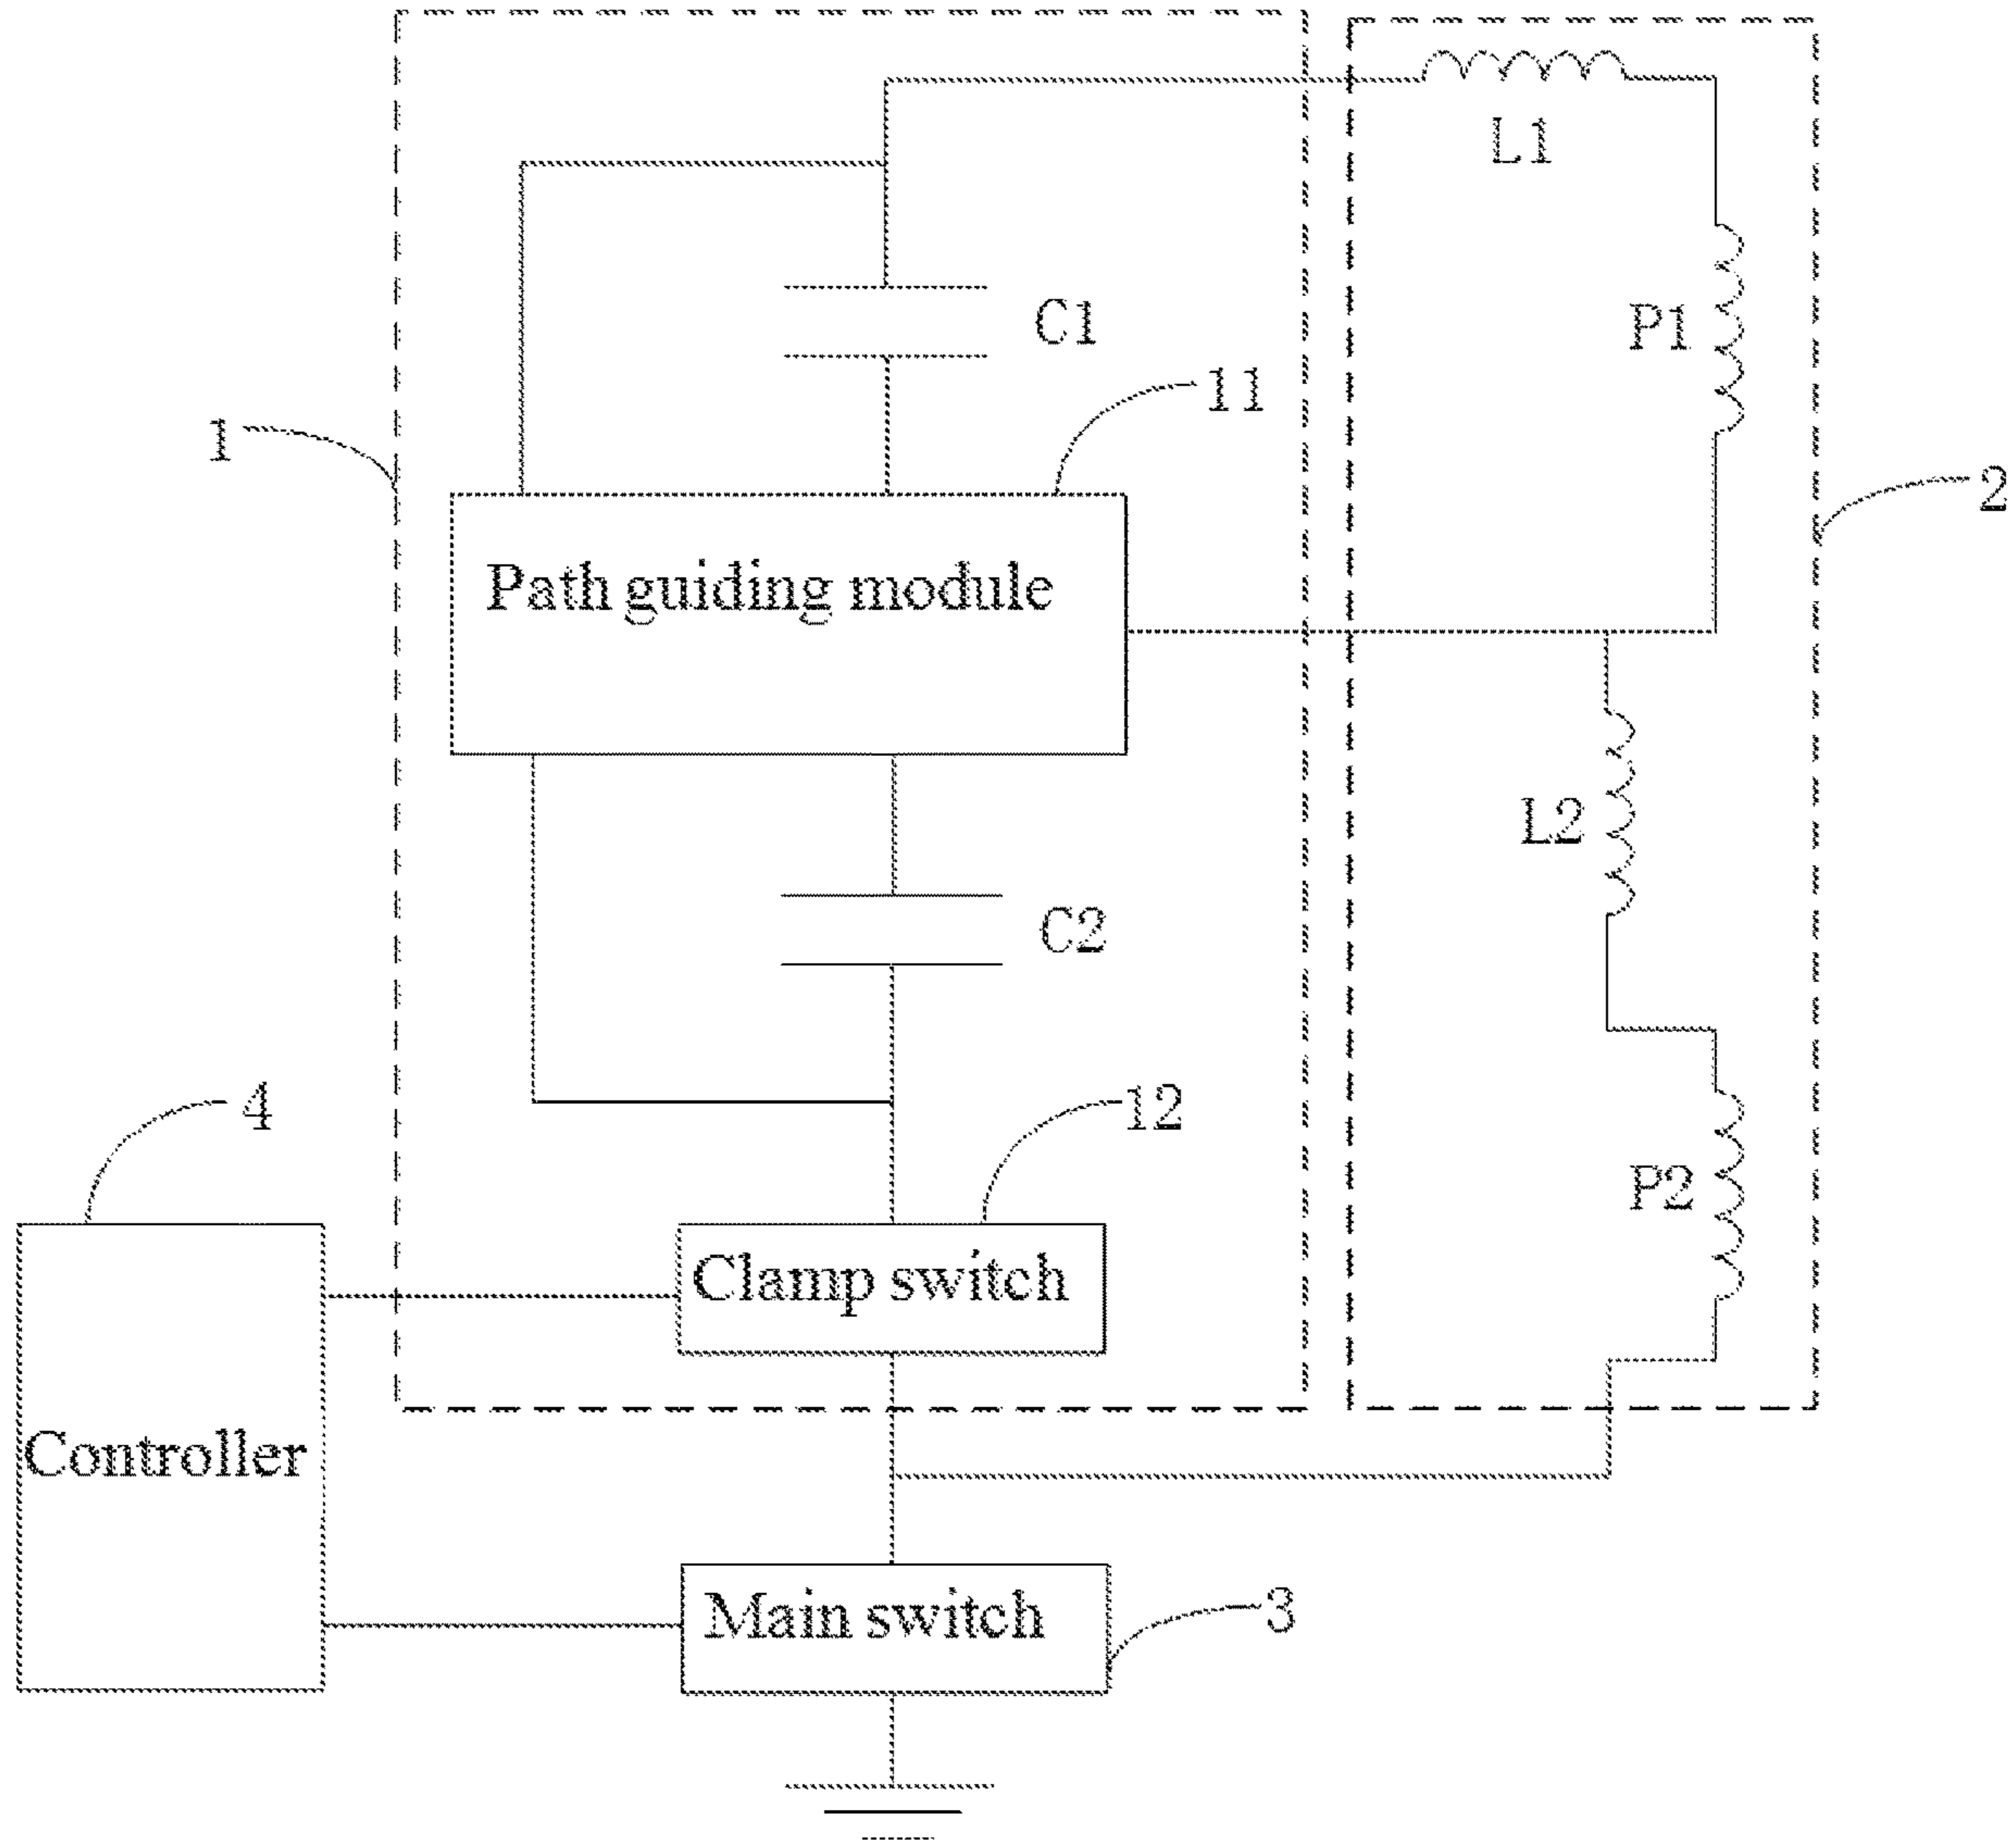 L1
P1
C1
11
1
2
Path guiding module
L2
C2
4
12
P2
Clamp switch
Controller
Main switch
3